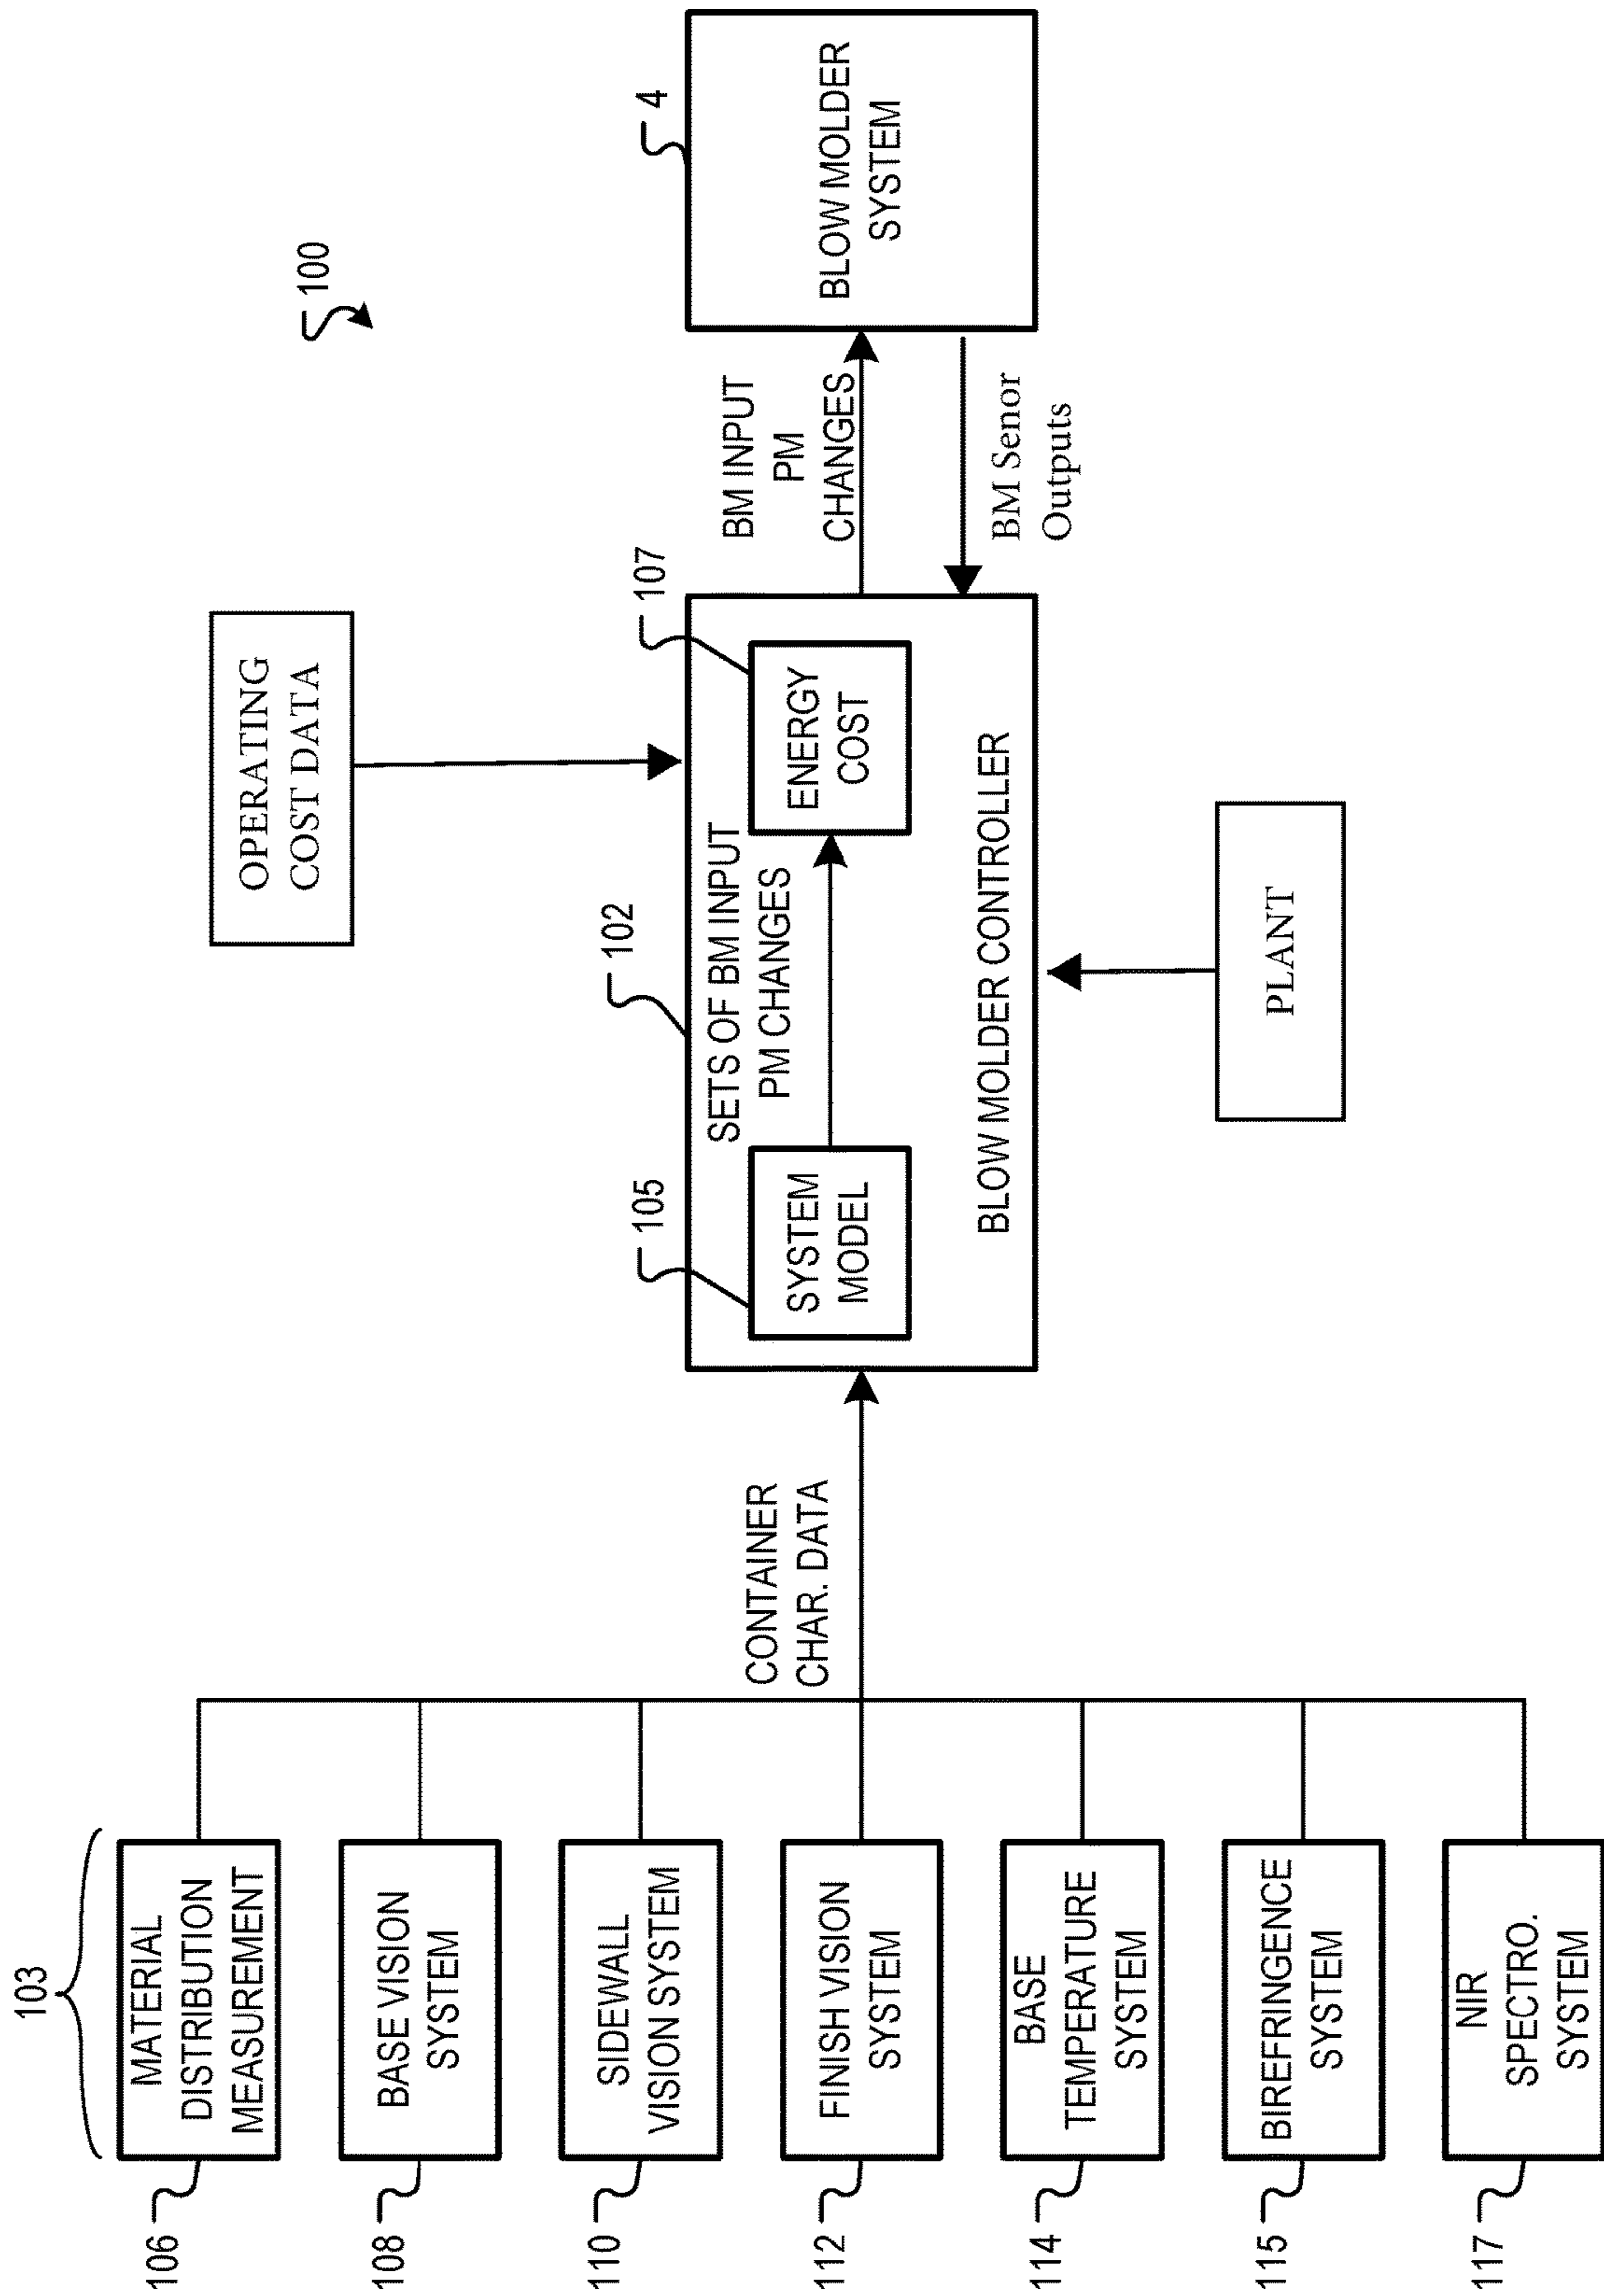 100
103
106
MATERIAL
DISTRIBUTION
MEASUREMENT
108
BASE VISION
SYSTEM
110
SIDEWALL
VISION SYSTEM
112
FINISH VISION
SYSTEM
114
BASE
TEMPERATURE
SYSTEM
115
BIREFRINGENCE
SYSTEM
117
NIR
SPECTRO.
SYSTEM
CONTAINER
CHAR. DATA
OPERATING
COST DATA
102
105
SYSTEM
MODEL
SETS OF BM INPUT
PM CHANGES
107
ENERGY
COST
BLOW MOLDER CONTROLLER
PLANT
BM INPUT
PM
CHANGES
BM Senor
Outputs
4
BLOW MOLDER
SYSTEM